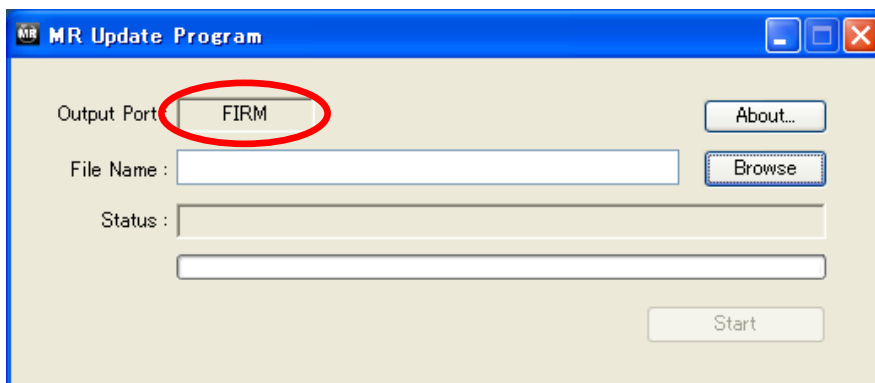 MR MR Update Program
Output Port : FIRM About...
File Name : Browse
Status :
Start